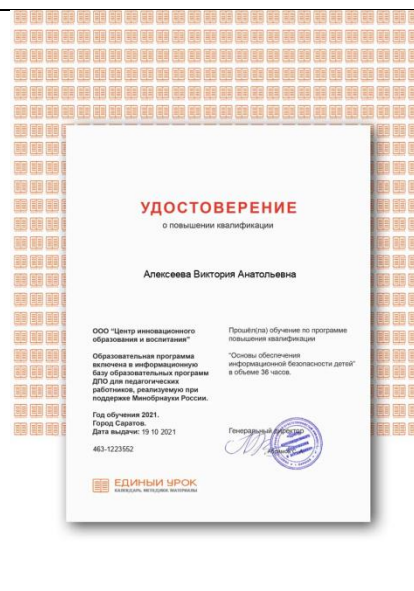 УДОСТОВЕРЕНИЕ
о повышении квалификации
Алексеева Виктория Анатольевна
ООО "Центр инновационного
образования и воспитания"
Образовательная программа
включена в информационную
базу образовательных программ
ДПО для педагогических
работников, реализуемую при
поддержке Минобрнауки России.
Год обучения 2021.
Город Саратов.
Дата выдачи: 19 10 2021
463-1223552
Прошёл(ла) обучение по программе
повышения квалификации
"Основы обеспечения
информационной безопасности детей"
в объеме 36 часов.
Генеральный директор
ЕДИНЫЙ УРОК
КАЛЕНДАРЬ, МЕТОДИКИ, МАТЕРИАЛЫ